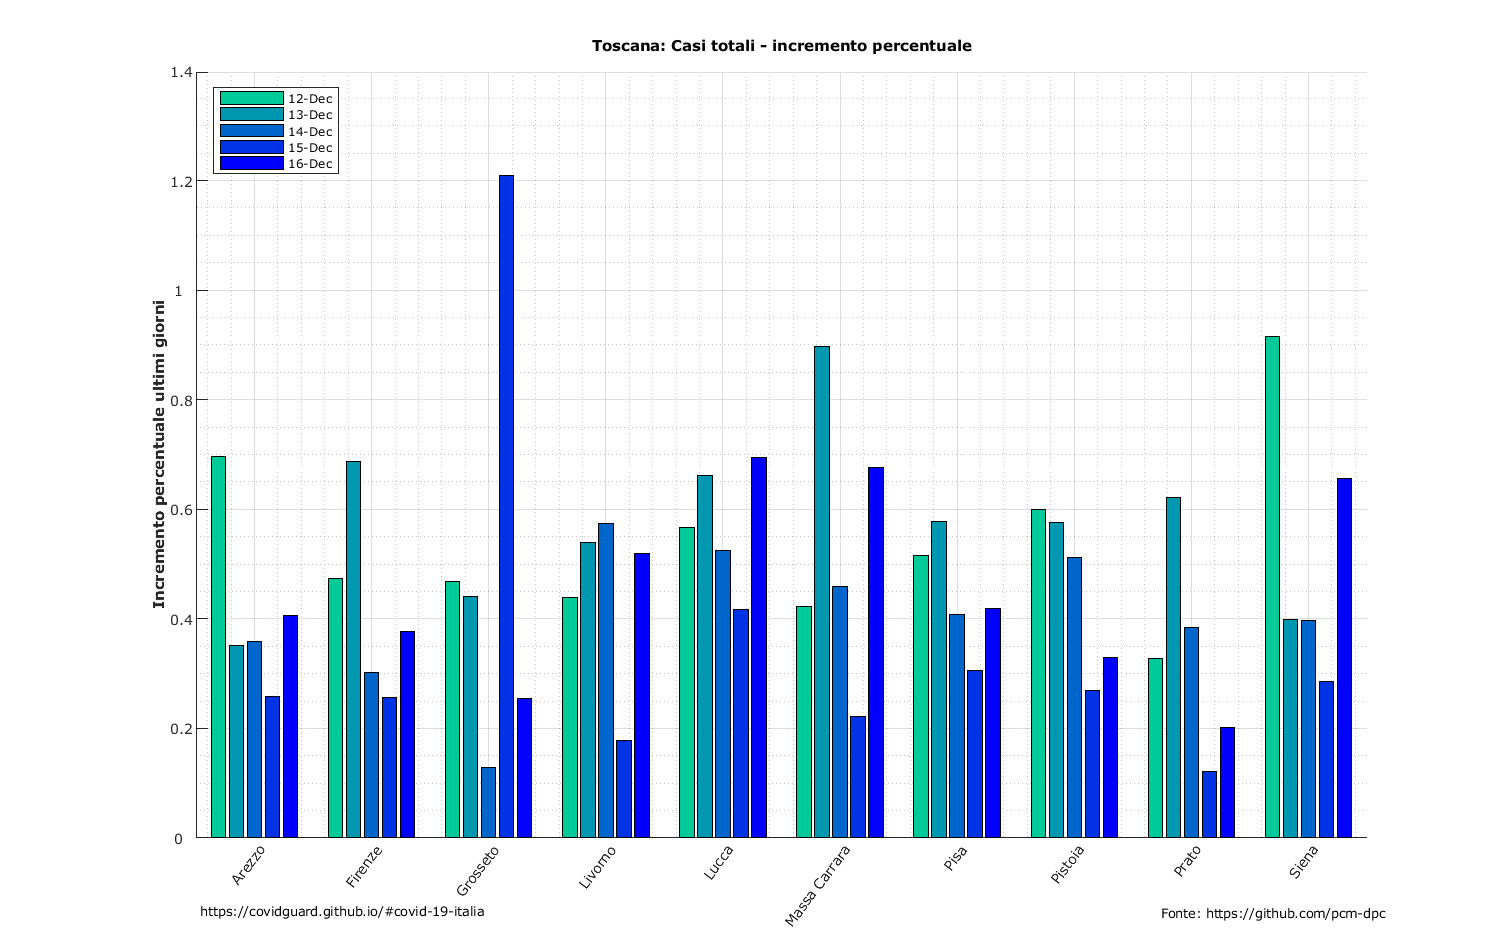 Toscana: Casi totali - incremento percentuale
1.4
12-Dec
13-Dec
14-Dec
15-Dec
16-Dec
1.2
1
0.8
0.6
0.4
0.2
0
Incremento percentuale ultimi giorni
Arezzo
Firenze
Grosseto
Livorno
Lucca
Massa Carrara
Pisa
Pistoia
Prato
Siena
https://covidguard.github.io/#covid-19-italia
Fonte: https://github.com/pcm-dpc